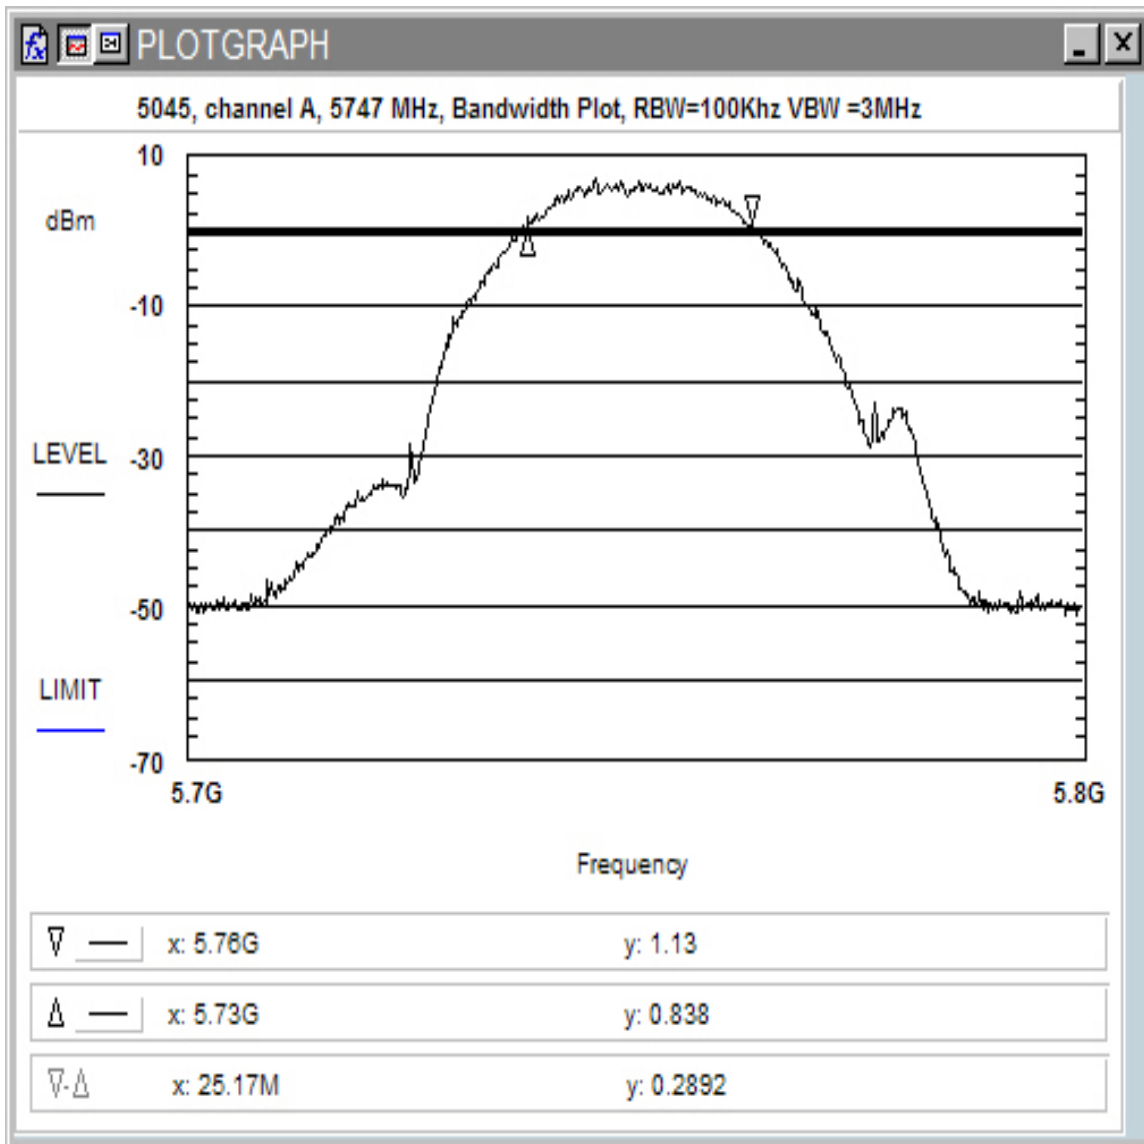 PLOTGRAPH
5045, channel A, 5747 MHz, Bandwidth Plot, RBW=100Khz VBW =3MHz
10
dBm
-10
LEVEL
-30
-50
LIMIT
-70
5.7G
5.8G
Frequency
x: 5.76G
y: 1.13
x: 5.73G
y: 0.838
x: 25.17M
y: 0.2892